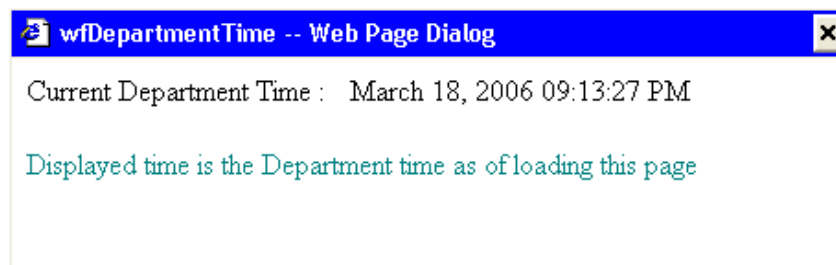 wfDepartmentTime -- Web Page Dialog
Current Department Time : March 18, 2006 09:13:27 PM
Displayed time is the Department time as of loading this page